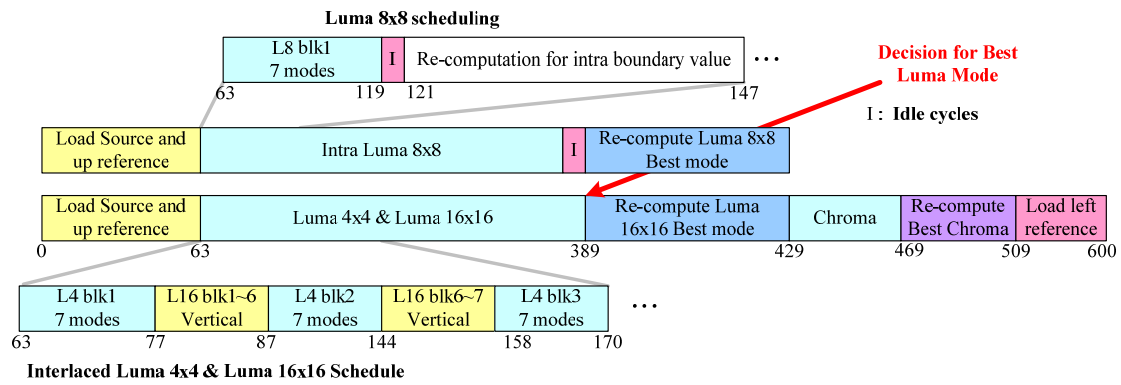 Luma 8x8 scheduling
L8 blk1
7 modes
I
Re-computation for intra boundary value
...
63
119
121
147
Decision for Best
Luma Mode
I : Idle cycles
Load Source and
up reference
Intra Luma 8x8
I
Re-compute Luma 8x8
Best mode
Load Source and
up reference
Luma 4x4 & Luma 16x16
Re-compute Luma
16x16 Best mode
Chroma
Re-compute
Best Chroma
Load left
reference
0
63
389
429
469
509
600
L4 blk1
7 modes
L16 blk1~6
Vertical
L4 blk2
7 modes
L16 blk6~7
Vertical
L4 blk3
7 modes
...
63
77
87
144
158
170
Interlaced Luma 4x4 & Luma 16x16 Schedule